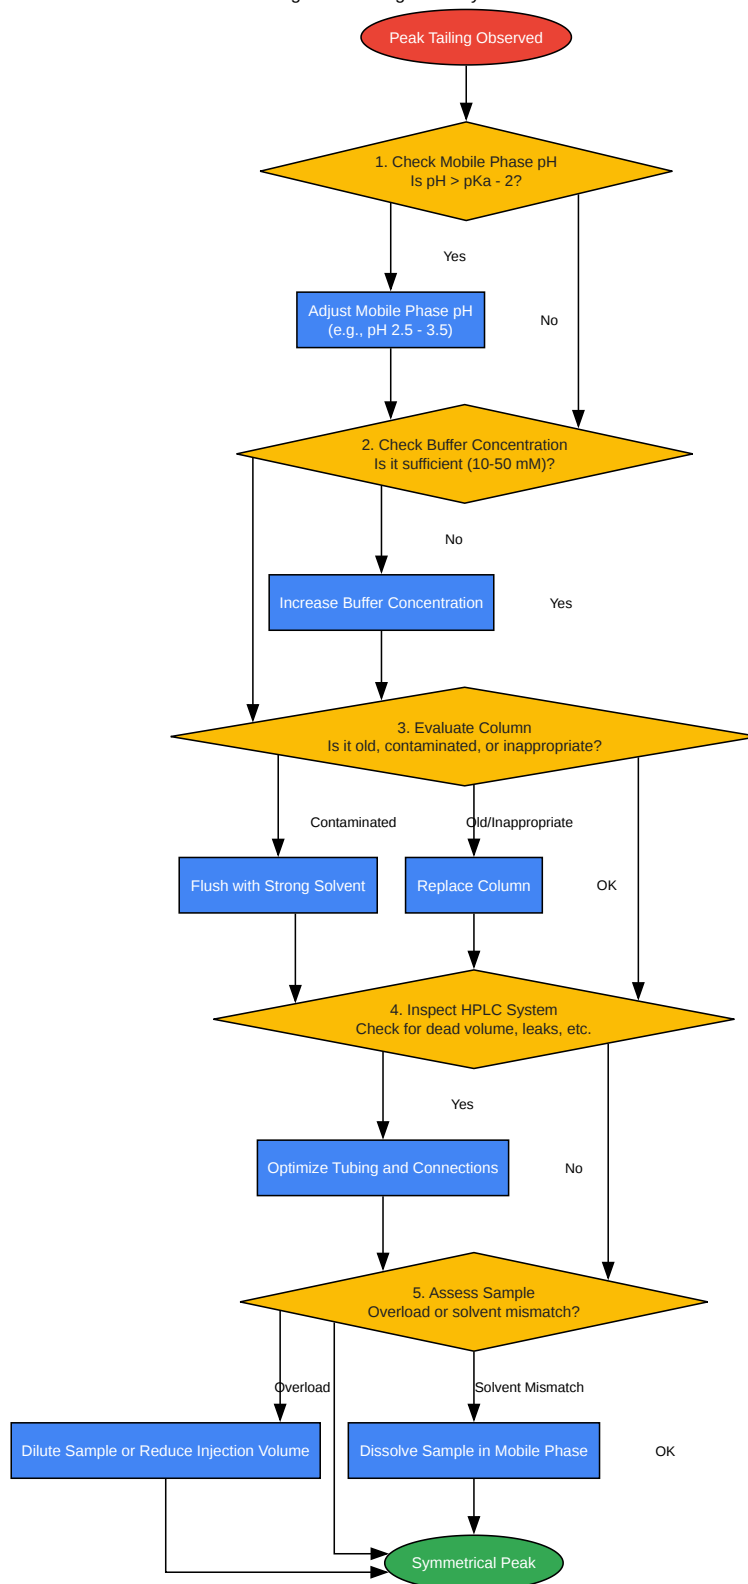 Peak Tailing Observed
1. Check Mobile Phase pH
Is pH > pKa - 2?
Yes
Adjust Mobile Phase pH
(e.g., pH 2.5 - 3.5)
No
2. Check Buffer Concentration
Is it sufficient (10-50 mM)?
No
Increase Buffer Concentration
Yes
3. Evaluate Column
Is it old, contaminated, or inappropriate?
Contaminated
Old/Inappropriate
Flush with Strong Solvent
Replace Column
OK
4. Inspect HPLC System
Check for dead volume, leaks, etc.
Yes
Optimize Tubing and Connections
No
5. Assess Sample
Overload or solvent mismatch?
Overload
Solvent Mismatch
Dilute Sample or Reduce Injection Volume
Dissolve Sample in Mobile Phase
OK
Symmetrical Peak